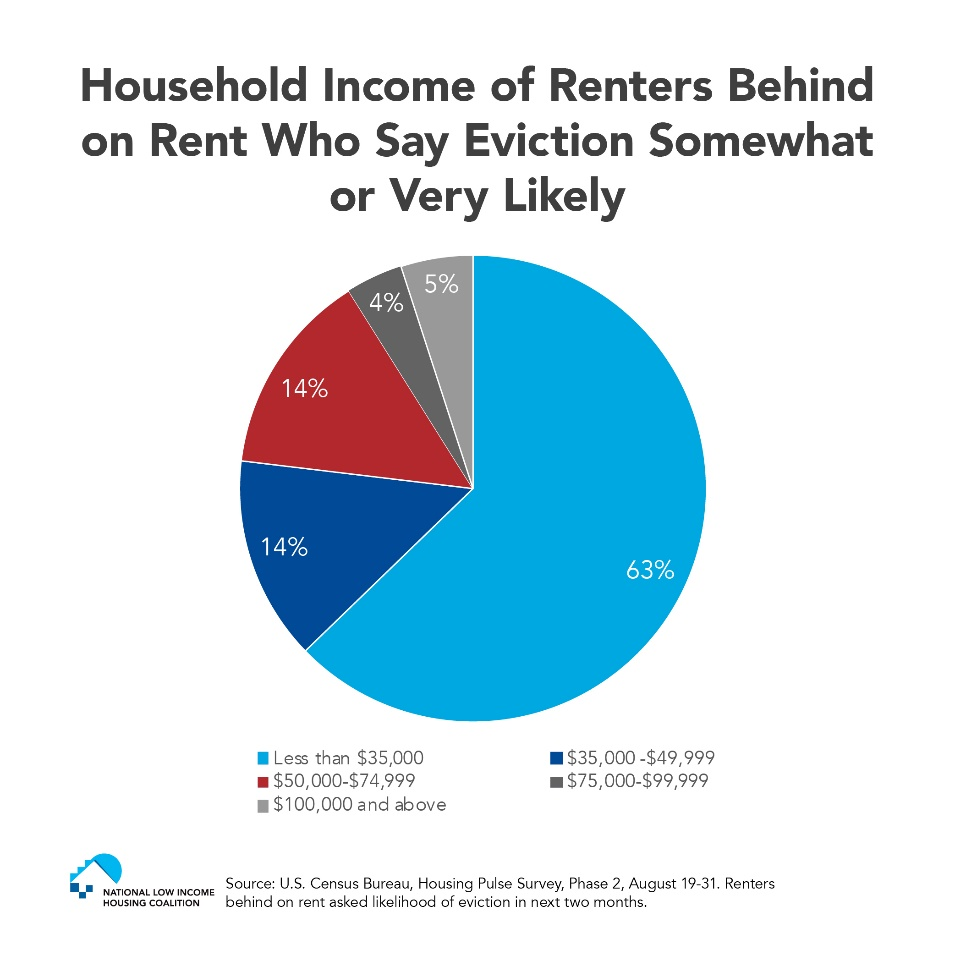 Household Income of Renters Behind
on Rent Who Say Eviction Somewhat
or Very Likely
5%
4%
14%
14%
63%
Less than $35,000
$35,000 -$49,999
$50,000-$74,999
$75,000-$99,999
$100,000 and above
NATIONAL LOW INCOME
HOUSING COALITION
Source: U.S. Census Bureau, Housing Pulse Survey, Phase 2, August 19-31. Renters
behind on rent asked likelihood of eviction in next two months.